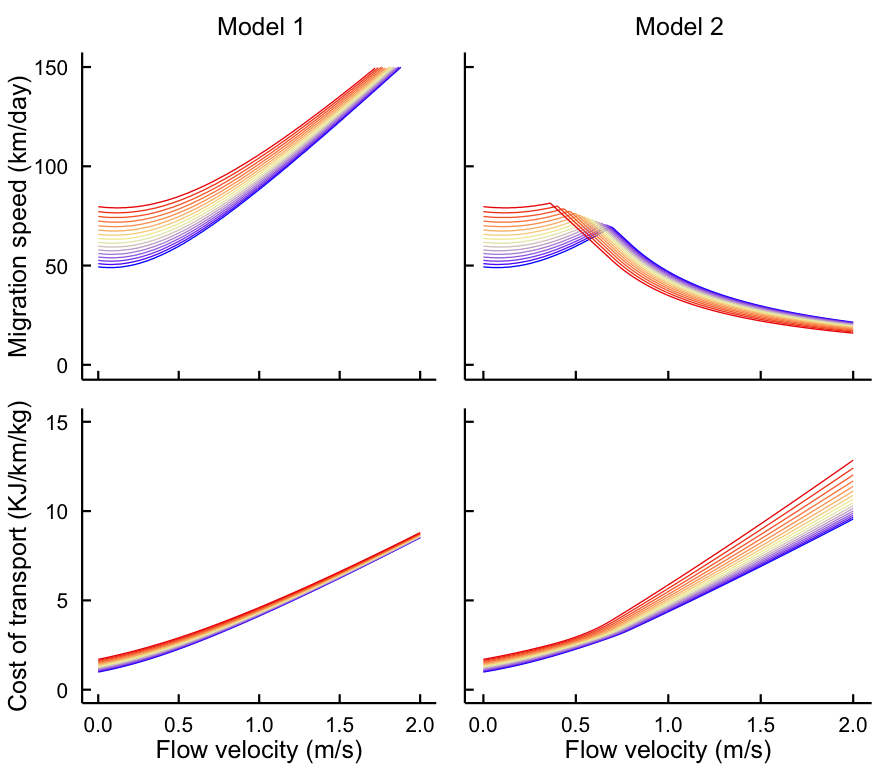 Model 1
Model 2
Migration speed (km/day)
150
100
50
0
Cost of transport (KJ/km/kg)
15
10
5
0
0.0 0.5 1.0 1.5 2.0
0.0 0.5 1.0 1.5 2.0
Flow velocity (m/s)
Flow velocity (m/s)